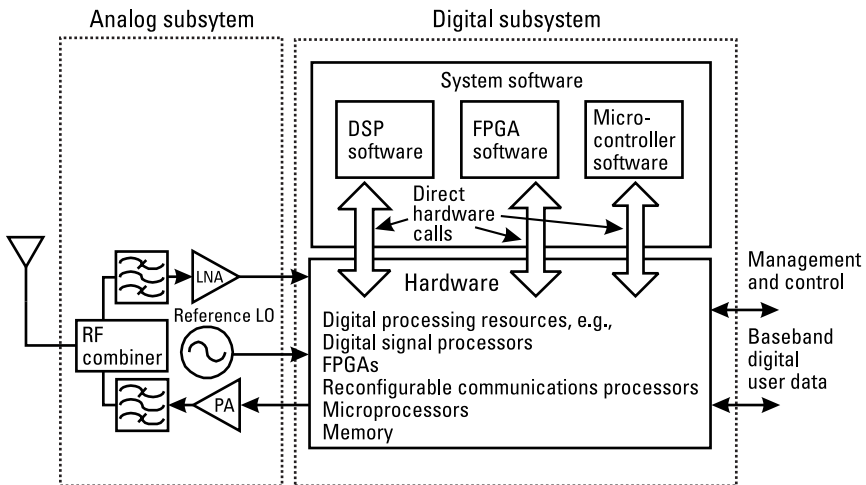 Analog subsytem
Digital subsystem
System software
DSP
software
FPGA
software
Micro-
controller
software
Direct
hardware
calls
LNA
Reference LO
RF
combiner
PA
Hardware
Digital processing resources, e.g.,
Digital signal processors
FPGAs
Reconfigurable communications processors
Microprocessors
Memory
Management
and control
Baseband
digital
user data